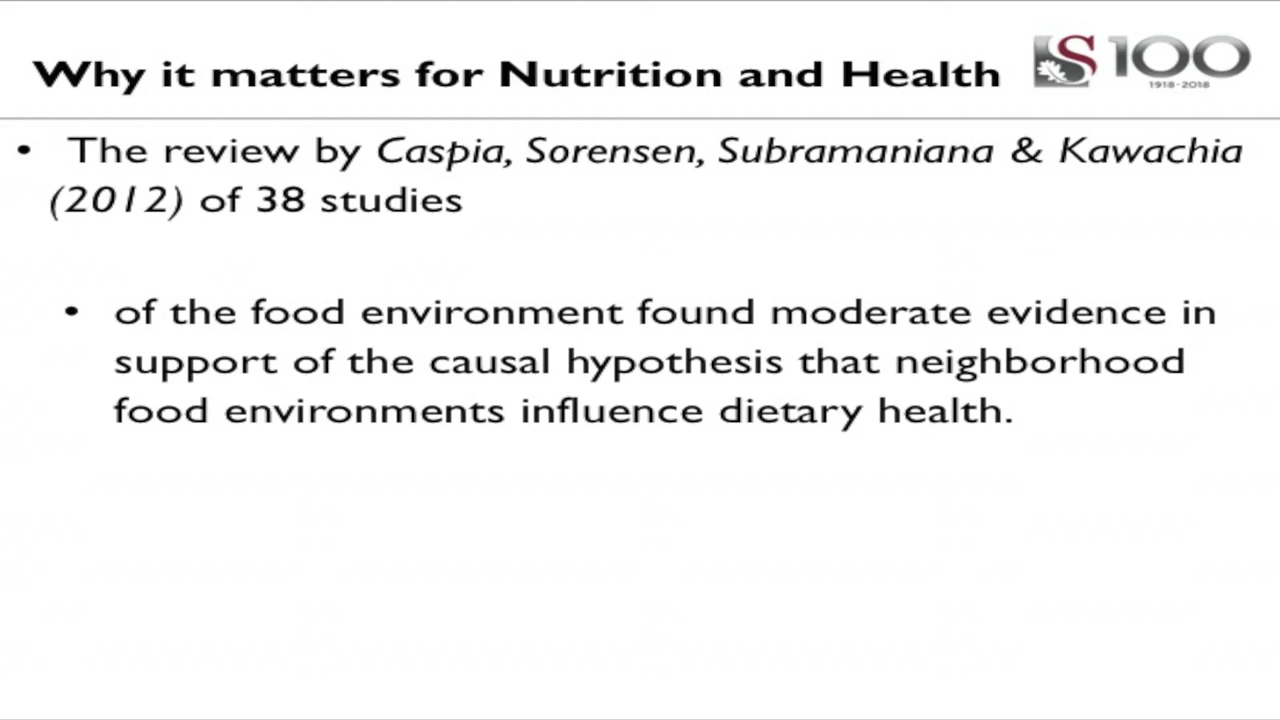 Why it matters for Nutrition and Health
S100
1918-2018
• The review by Caspia, Sorensen, Subramaniana & Kawachia
(2012) of 38 studies
• of the food environment found moderate evidence in
support of the causal hypothesis that neighborhood
food environments influence dietary health.